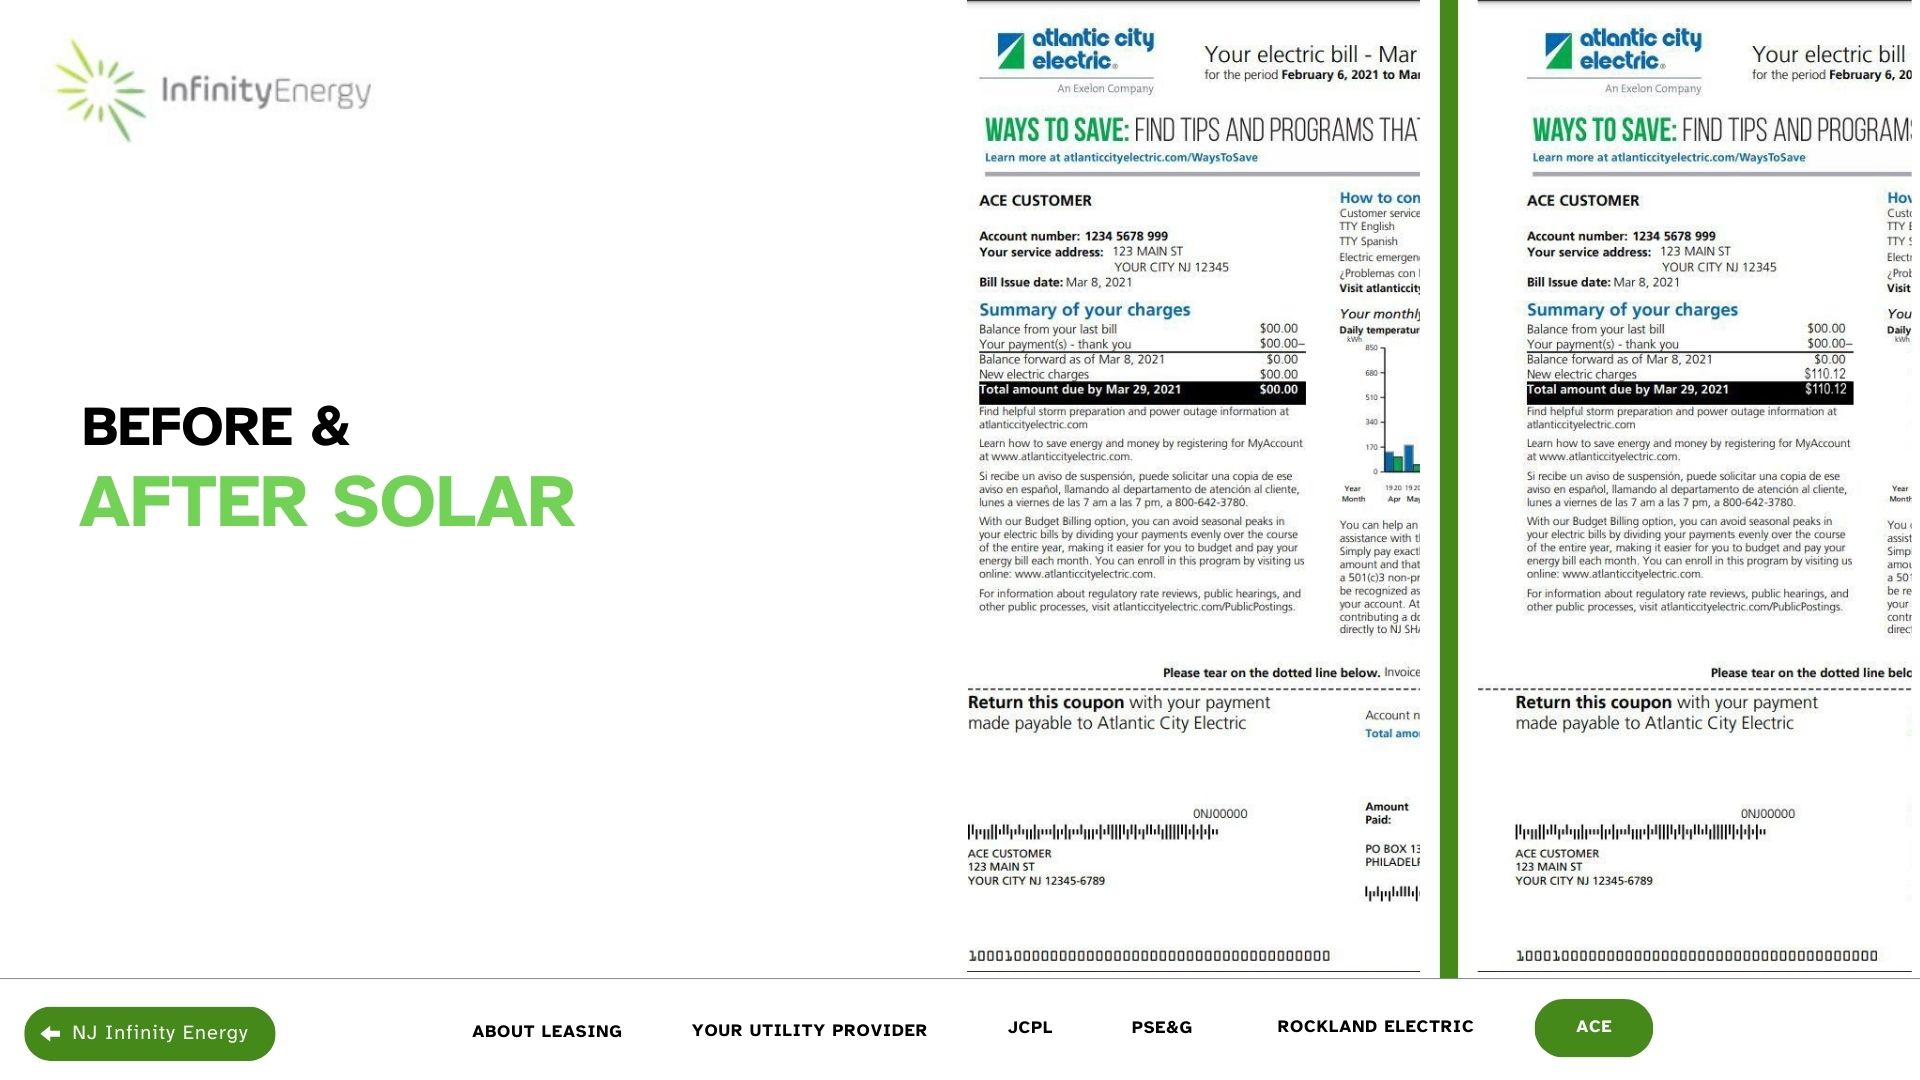 InfinityEnergy
BEFORE &
AFTER SOLAR
atlantic city
electric®
An Exelon Company
Your electric bill - Mar
for the period February 6, 2021 to Mar
WAYS TO SAVE: FIND TIPS AND PROGRAMS THAT
Learn more at atlanticcityelectric.com/WaysToSave
ACE CUSTOMER
Account number: 1234 5678 999
Your service address: 123 MAIN ST
YOUR CITY NJ 12345
Bill Issue date: Mar 8, 2021
Summary of your charges
Balance from your last bill $00.00
Your payment(s) - thank you $00.00–
Balance forward as of Mar 8, 2021 $0.00
New electric charges $00.00
Total amount due by Mar 29, 2021 $00.00
Find helpful storm preparation and power outage information at
atlanticcityelectric.com
Learn how to save energy and money by registering for MyAccount
at www.atlanticcityelectric.com.
Si recibe un aviso de suspensión, puede solicitar una copia de ese
aviso en español, llamando al departamento de atención al cliente,
lunes a viernes de las 7 am a las 7 pm, a 800-642-3780.
With our Budget Billing option, you can avoid seasonal peaks in
your electric bills by dividing your payments evenly over the course
of the entire year, making it easier for you to budget and pay your
energy bill each month. You can enroll in this program by visiting us
online: www.atlanticcityelectric.com.
For information about regulatory rate reviews, public hearings, and
other public processes, visit atlanticcityelectric.com/PublicPostings.
How to con
Customer service
TTY English
TTY Spanish
Electric emergen
¿Problemas con l
Visit atlanticcity
Your monthly
Daily temperatur
kWh
850
680
510
340
170
0
Year 19 20 19 20
Month Apr May
You can help an
assistance with t
Simply pay exactl
amount and that
a 501(c)3 non-pr
be recognized as
your account. At
contributing a do
directly to NJ SHA
Please tear on the dotted line below. Invoice
Return this coupon with your payment
made payable to Atlantic City Electric
Account n
Total amo
0NJ00000
Amount
Paid:
ACE CUSTOMER
123 MAIN ST
YOUR CITY NJ 12345-6789
PO BOX 13
PHILADELP
atlantic city
electric®
An Exelon Company
Your electric bill
for the period February 6, 20
WAYS TO SAVE: FIND TIPS AND PROGRAMS
Learn more at atlanticcityelectric.com/WaysToSave
ACE CUSTOMER
Account number: 1234 5678 999
Your service address: 123 MAIN ST
YOUR CITY NJ 12345
Bill Issue date: Mar 8, 2021
Summary of your charges
Balance from your last bill $00.00
Your payment(s) - thank you $00.00–
Balance forward as of Mar 8, 2021 $0.00
New electric charges $110.12
Total amount due by Mar 29, 2021 $110.12
Find helpful storm preparation and power outage information at
atlanticcityelectric.com
Learn how to save energy and money by registering for MyAccount
at www.atlanticcityelectric.com.
Si recibe un aviso de suspensión, puede solicitar una copia de ese
aviso en español, llamando al departamento de atención al cliente,
lunes a viernes de las 7 am a las 7 pm, a 800-642-3780.
With our Budget Billing option, you can avoid seasonal peaks in
your electric bills by dividing your payments evenly over the course
of the entire year, making it easier for you to budget and pay your
energy bill each month. You can enroll in this program by visiting us
online: www.atlanticcityelectric.com.
For information about regulatory rate reviews, public hearings, and
other public processes, visit atlanticcityelectric.com/PublicPostings.
How
Custo
TTY E
TTY S
Electr
¿Prob
Visit
You
Daily
kWh
Year
Month
You c
assist
Simpl
amou
a 501
be re
your
contr
direct
Please tear on the dotted line belo
Return this coupon with your payment
made payable to Atlantic City Electric
0NJ00000
ACE CUSTOMER
123 MAIN ST
YOUR CITY NJ 12345-6789
NJ Infinity Energy
ABOUT LEASING
YOUR UTILITY PROVIDER
JCPL
PSE&G
ROCKLAND ELECTRIC
ACE